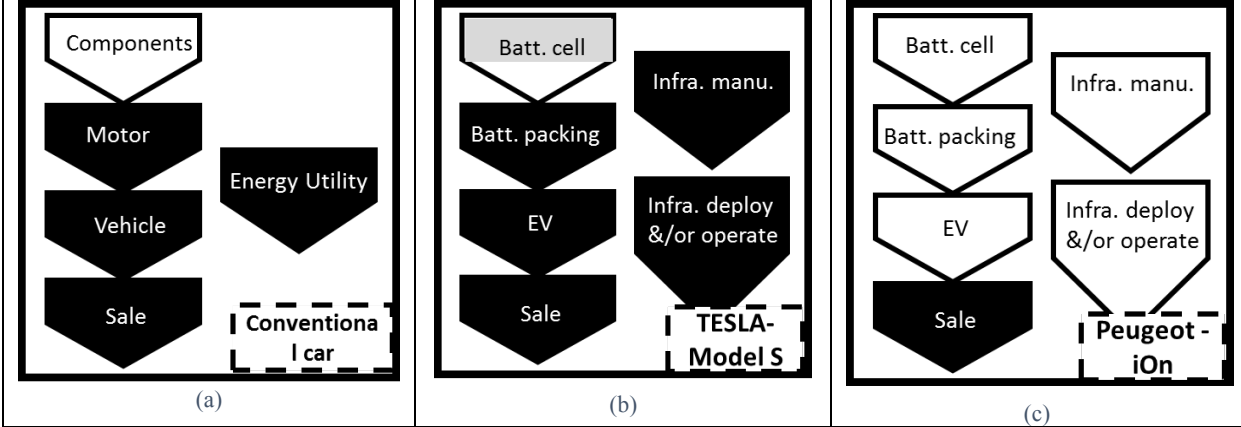 Components
Motor
Vehicle
Sale
Energy Utility
Conventiona
l car
(a)
Batt. cell
Batt. packing
EV
Sale
Infra. manu.
Infra. deploy
&/or operate
TESLA-
Model S
(b)
Batt. cell
Batt. packing
EV
Sale
Infra. manu.
Infra. deploy
&/or operate
Peugeot -
iOn
(c)